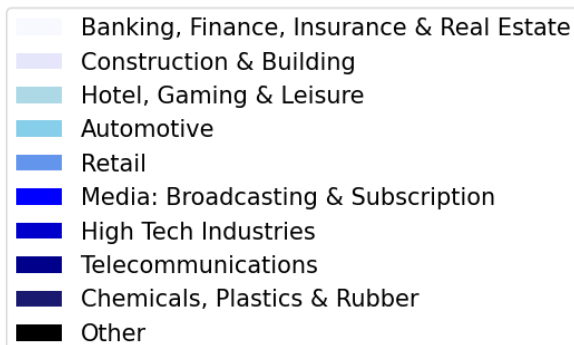 Banking, Finance, Insurance & Real Estate
Construction & Building
Hotel, Gaming & Leisure
Automotive
Retail
Media: Broadcasting & Subscription
High Tech Industries
Telecommunications
Chemicals, Plastics & Rubber
Other